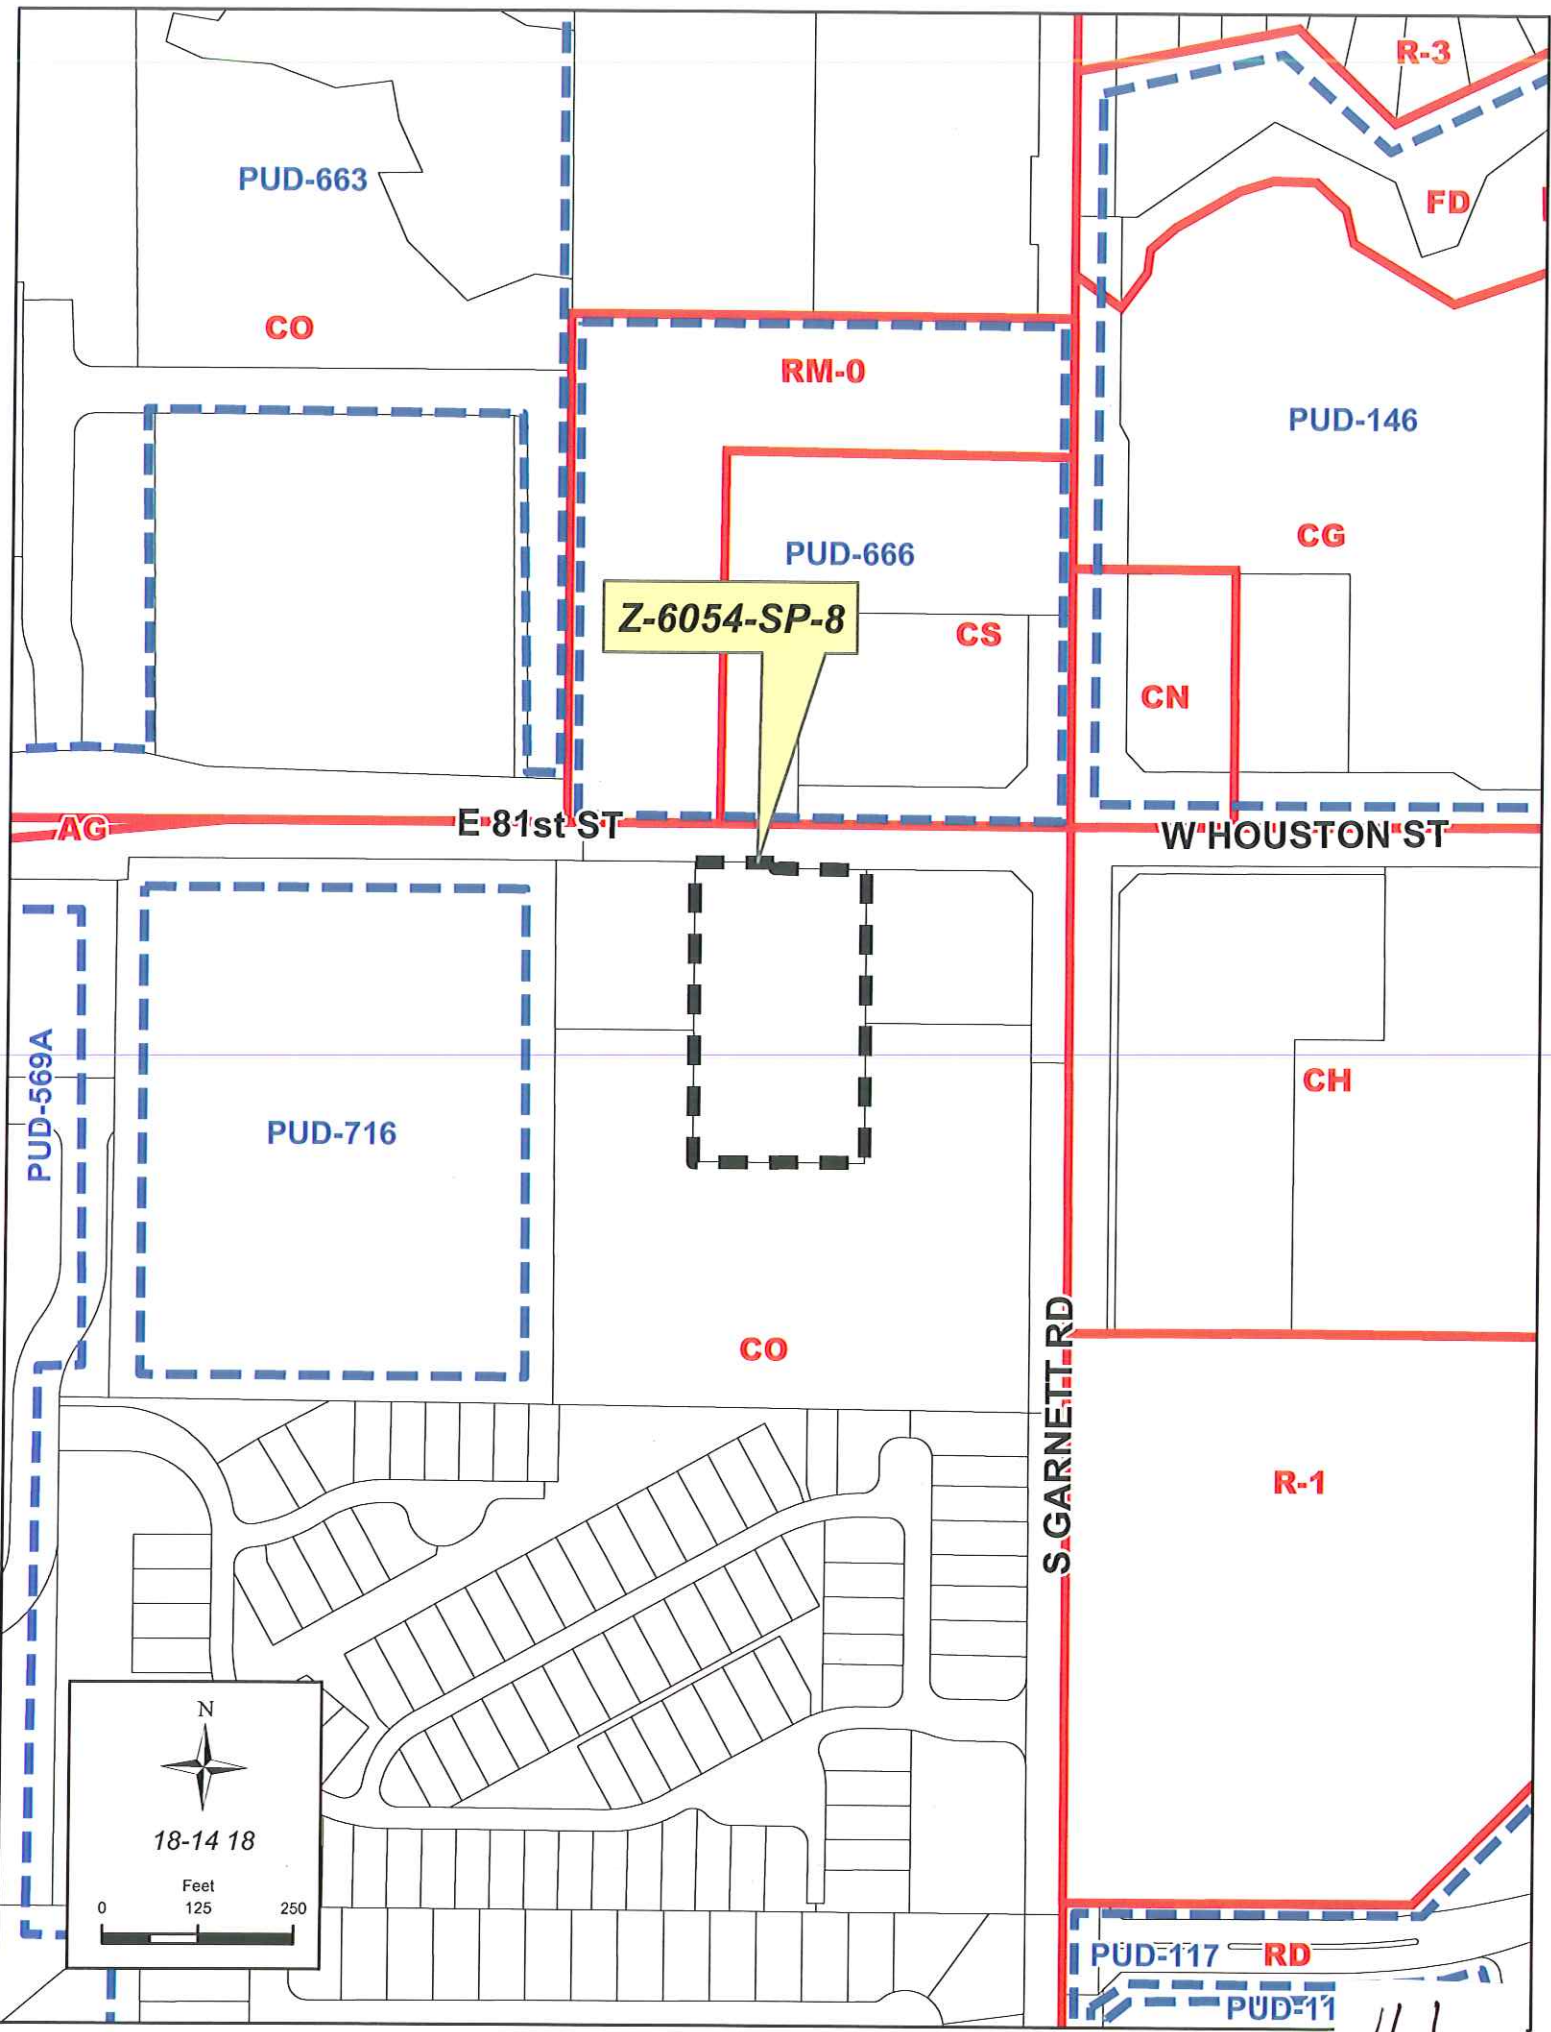 R-3
PUD-663
FD
CO
RM-0
PUD-146
PUD-666
CG
Z-6054-SP-8
CS
CN
AG
E 81st ST
W HOUSTON ST
PUD-569A
CH
PUD-716
CO
S GARNETT RD
R-1
N
18-14 18
Feet
0 125 250
PUD-117 RD
PUD-11